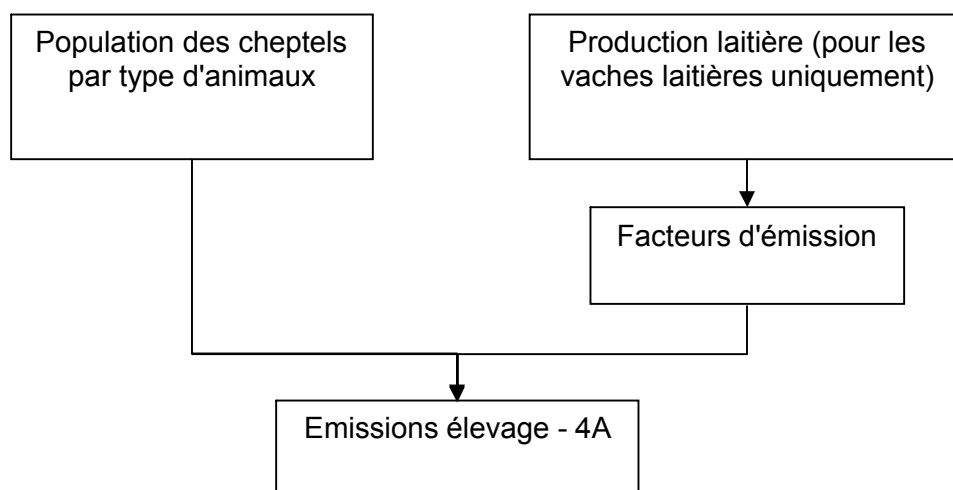 Population des cheptels
par type d'animaux
Production laitière (pour les
vaches laitières uniquement)
Facteurs d'émission
Emissions élevage - 4A